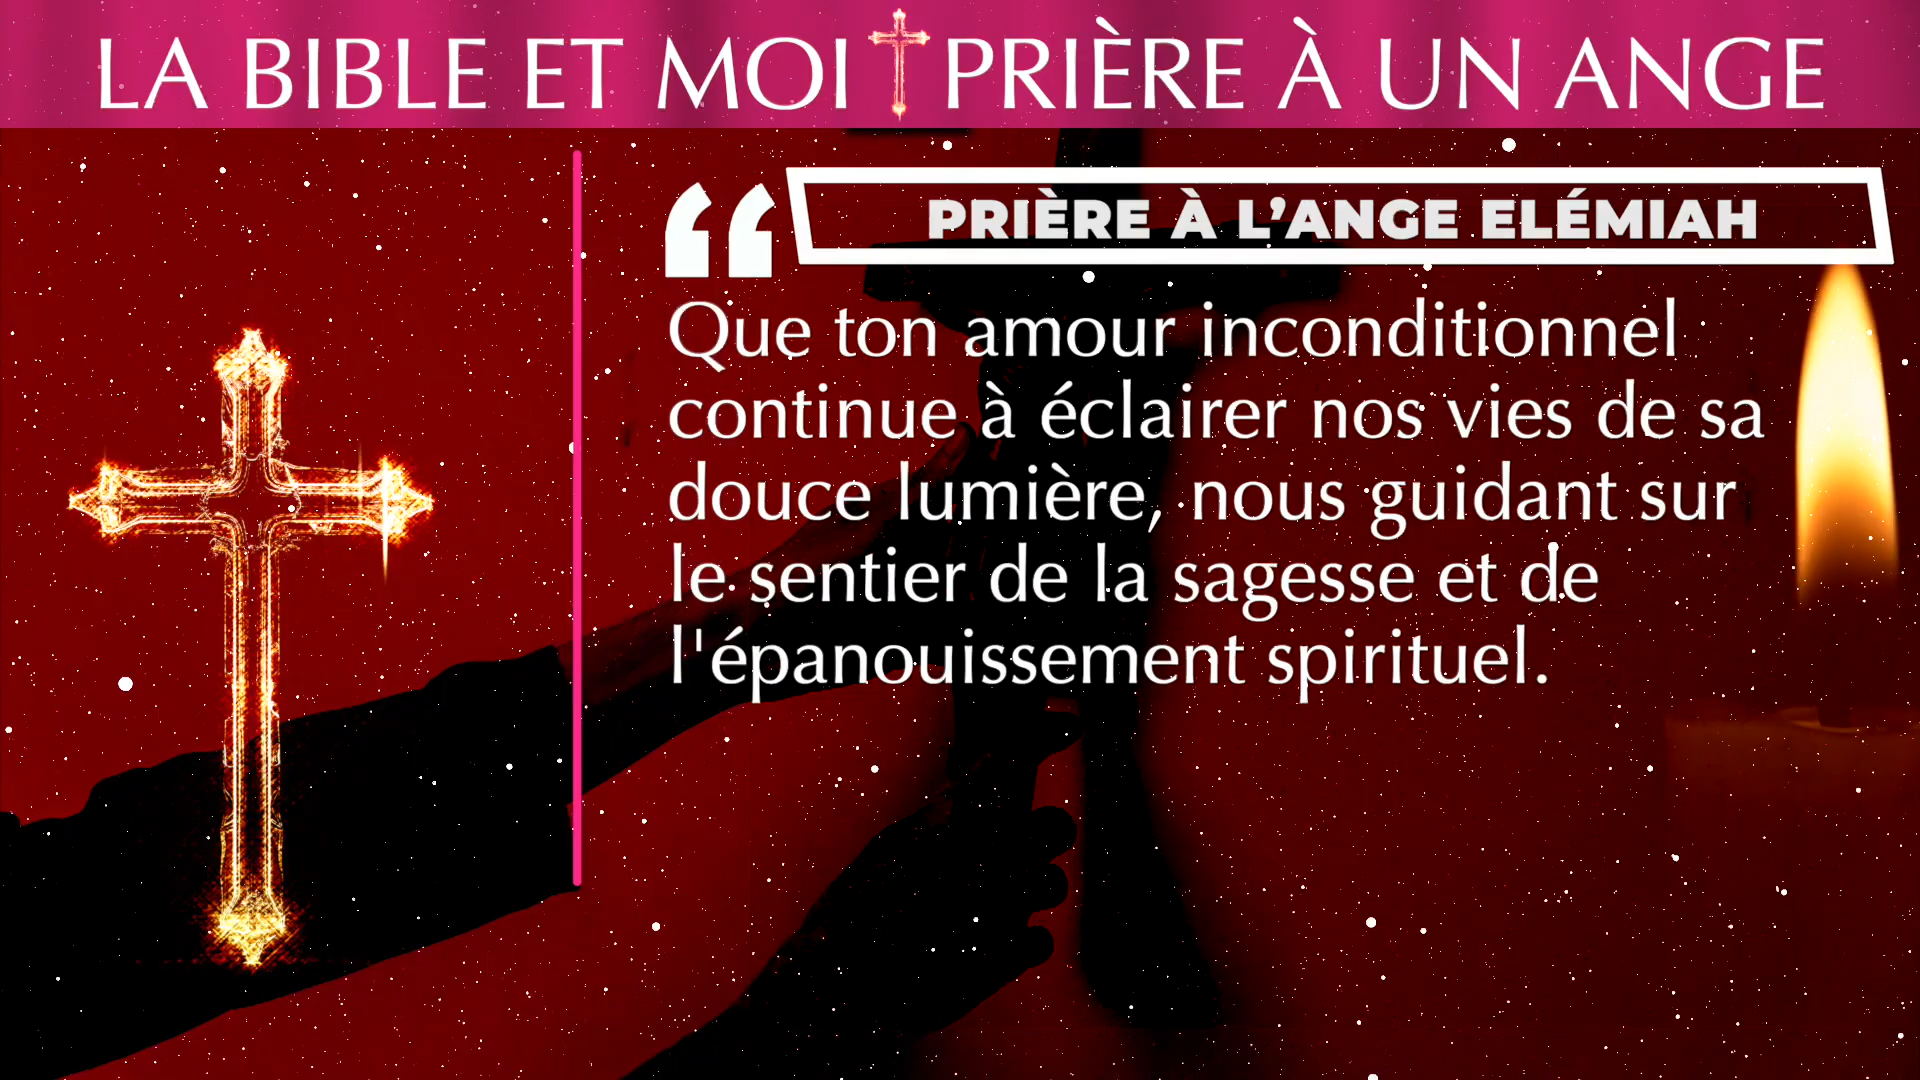 LA BIBLE ET MOI PRIÈRE À UN ANGE
PRIÈRE À L’ANGE ELÉMIAH
“
Que ton amour inconditionnel
continue à éclairer nos vies de sa
douce lumière, nous guidant sur
le sentier de la sagesse et de
l'épanouissement spirituel.